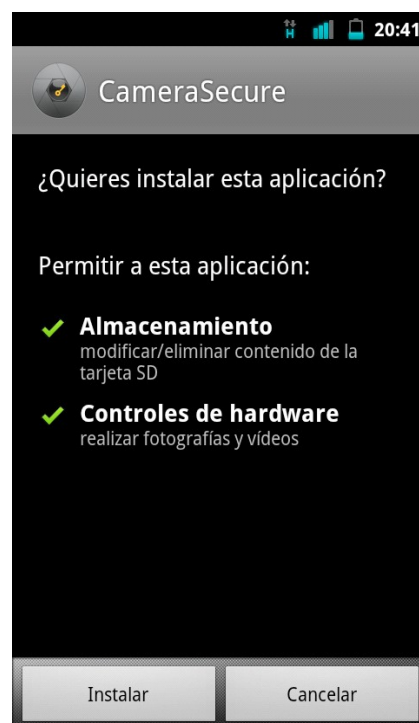 H 20:41
CameraSecure
¿Quieres instalar esta aplicación?
Permitir a esta aplicación:
Almacenamiento
modificar/eliminar contenido de la
tarjeta SD
Controles de hardware
realizar fotografías y vídeos
Instalar Cancelar